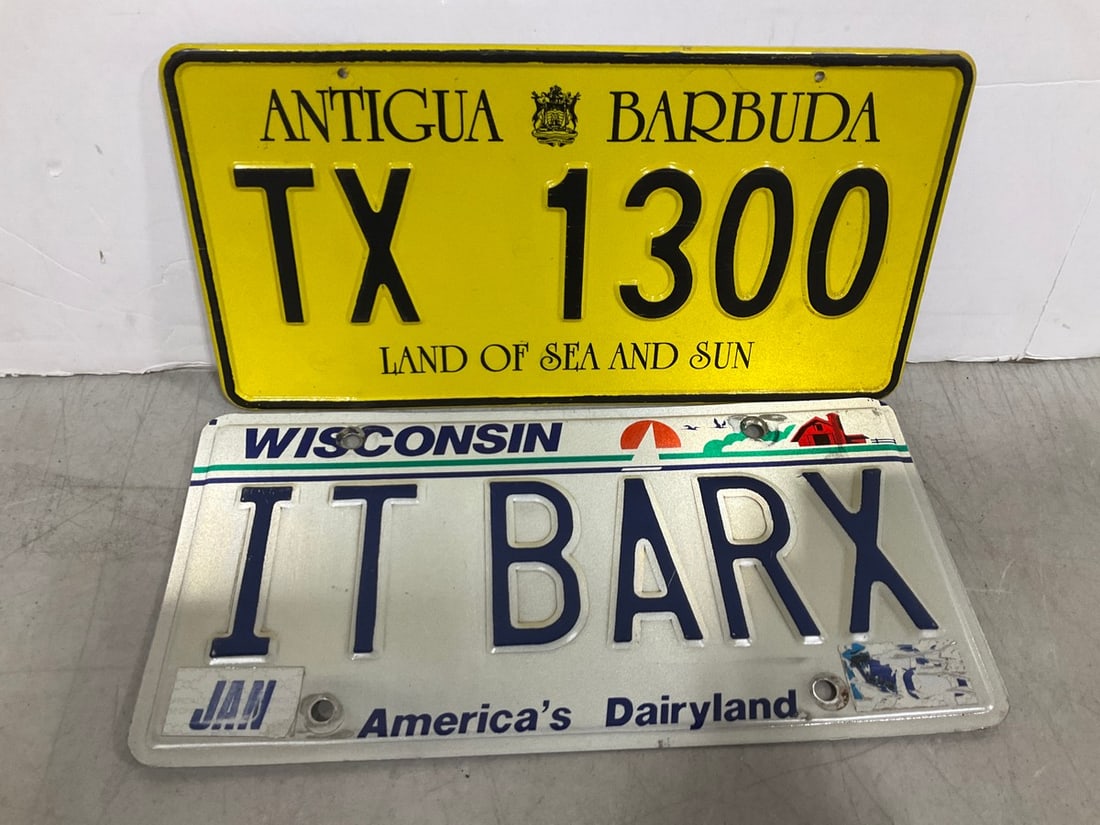 ANTIGUA BARBUDA
TX 1300
LAND OF SEA AND SUN
WISCONSIN
IT BARX
JAN
America's Dairyland